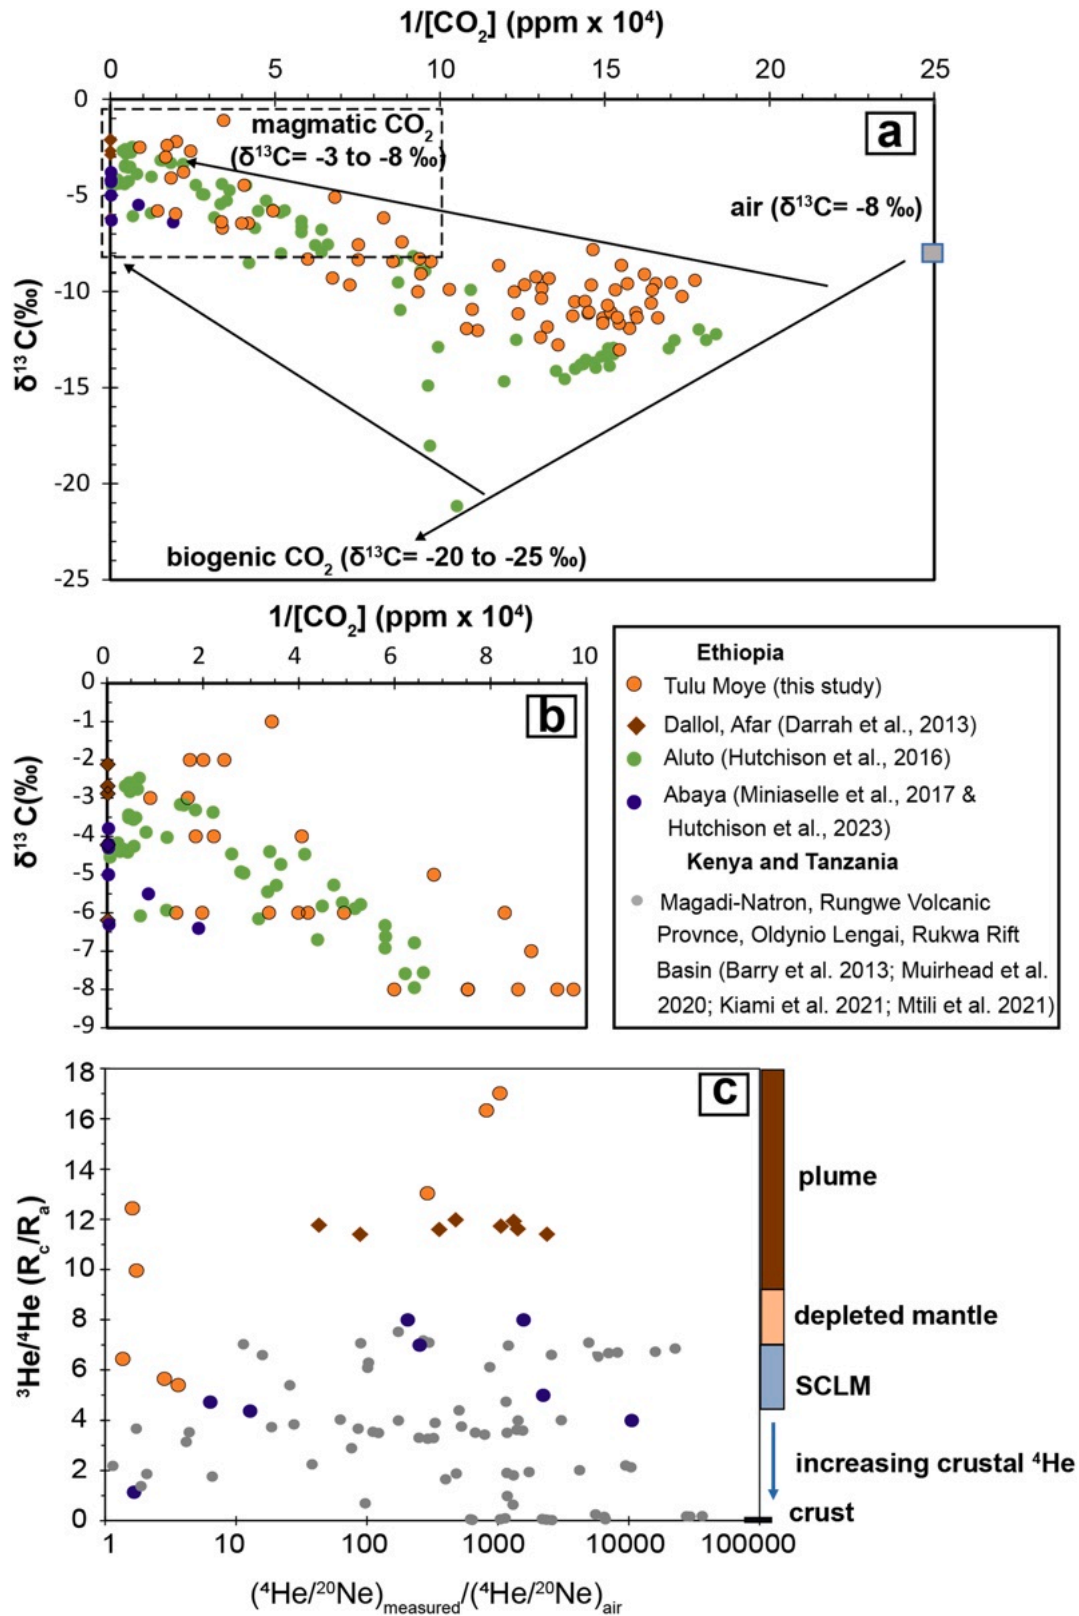 1/[CO₂] (ppm x 10⁴)
0 5 10 15 20 25
a
0
-5
-10
-15
-20
-25
δ¹³C(‰)
magmatic CO₂
(δ¹³C= -3 to -8 ‰)
air (δ¹³C= -8 ‰)
biogenic CO₂ (δ¹³C= -20 to -25 ‰)
1/[CO₂] (ppm x 10⁴)
0 2 4 6 8 10
b
0
-1
-2
-3
-4
-5
-6
-7
-8
-9
δ¹³C(‰)
Ethiopia
Tulu Moye (this study)
Dallol, Afar (Darrah et al., 2013)
Aluto (Hutchison et al., 2016)
Abaya (Miniaselle et al., 2017 &
Hutchison et al., 2023)
Kenya and Tanzania
Magadi-Natron, Rungwe Volcanic
Provnce, Oldynio Lengai, Rukwa Rift
Basin (Barry et al. 2013; Muirhead et al.
2020; Kiami et al. 2021; Mtili et al. 2021)
c
18
16
14
12
10
8
6
4
2
0
³He/⁴He (R꜀/Rₐ)
plume
depleted mantle
SCLM
increasing crustal ⁴He
crust
1 10 100 1000 10000 100000
(⁴He/²⁰Ne)measured/(⁴He/²⁰Ne)air